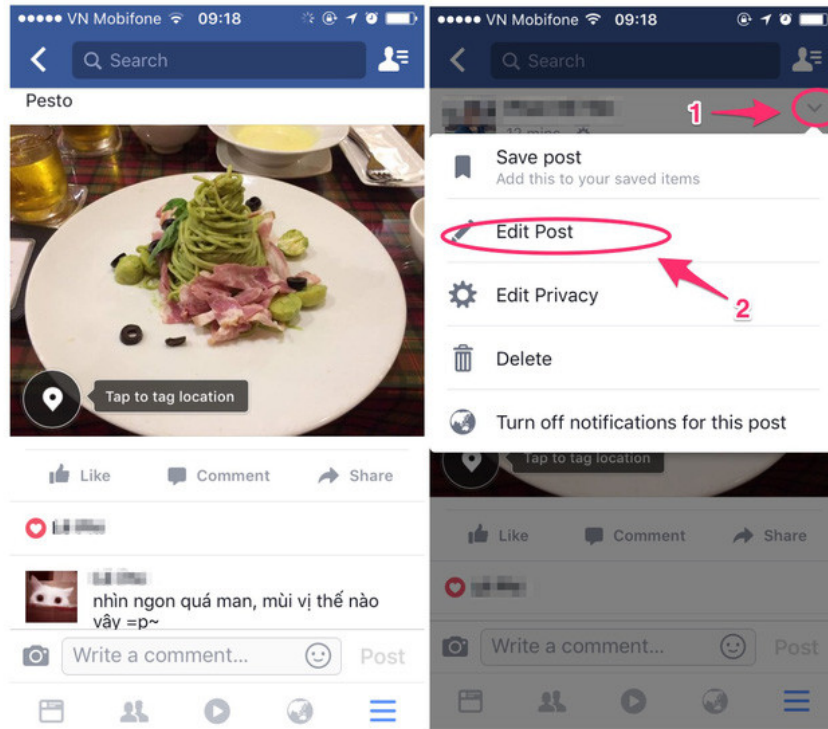 VN Mobifone 09:18
Search
Pesto
Tap to tag location
Like Comment Share
nhìn ngon quá man, mùi vị thế nào
vậy =p~
Write a comment... Post
VN Mobifone 09:18
Search
1
12 mins
Save post
Add this to your saved items
Edit Post
2
Edit Privacy
Delete
Turn off notifications for this post
Tap to tag location
Like Comment Share
Write a comment... Post